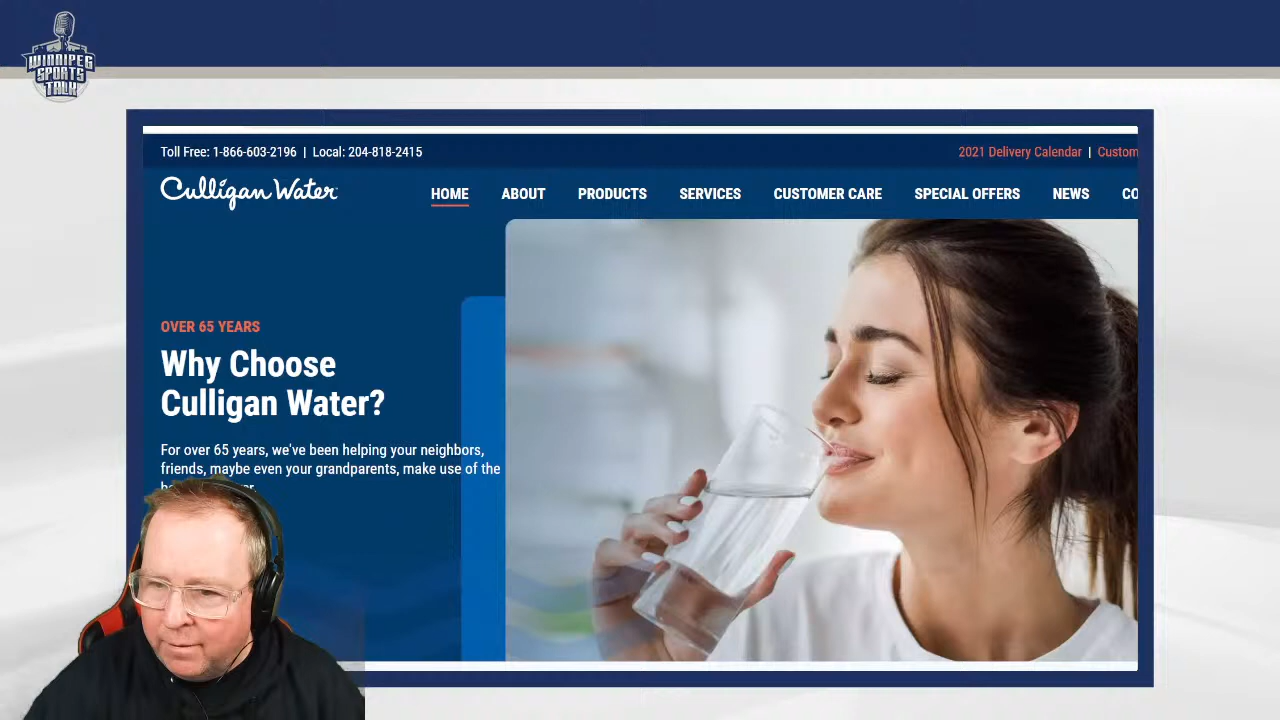 WINNIPEG
SPORTS
TALK
Toll Free: 1-866-603-2196 | Local: 204-818-2415
2021 Delivery Calendar | Custom
Culligan Water
HOME ABOUT PRODUCTS SERVICES CUSTOMER CARE SPECIAL OFFERS NEWS CO
OVER 65 YEARS
Why Choose
Culligan Water?
For over 65 years, we've been helping your neighbors,
friends, maybe even your grandparents, make use of the